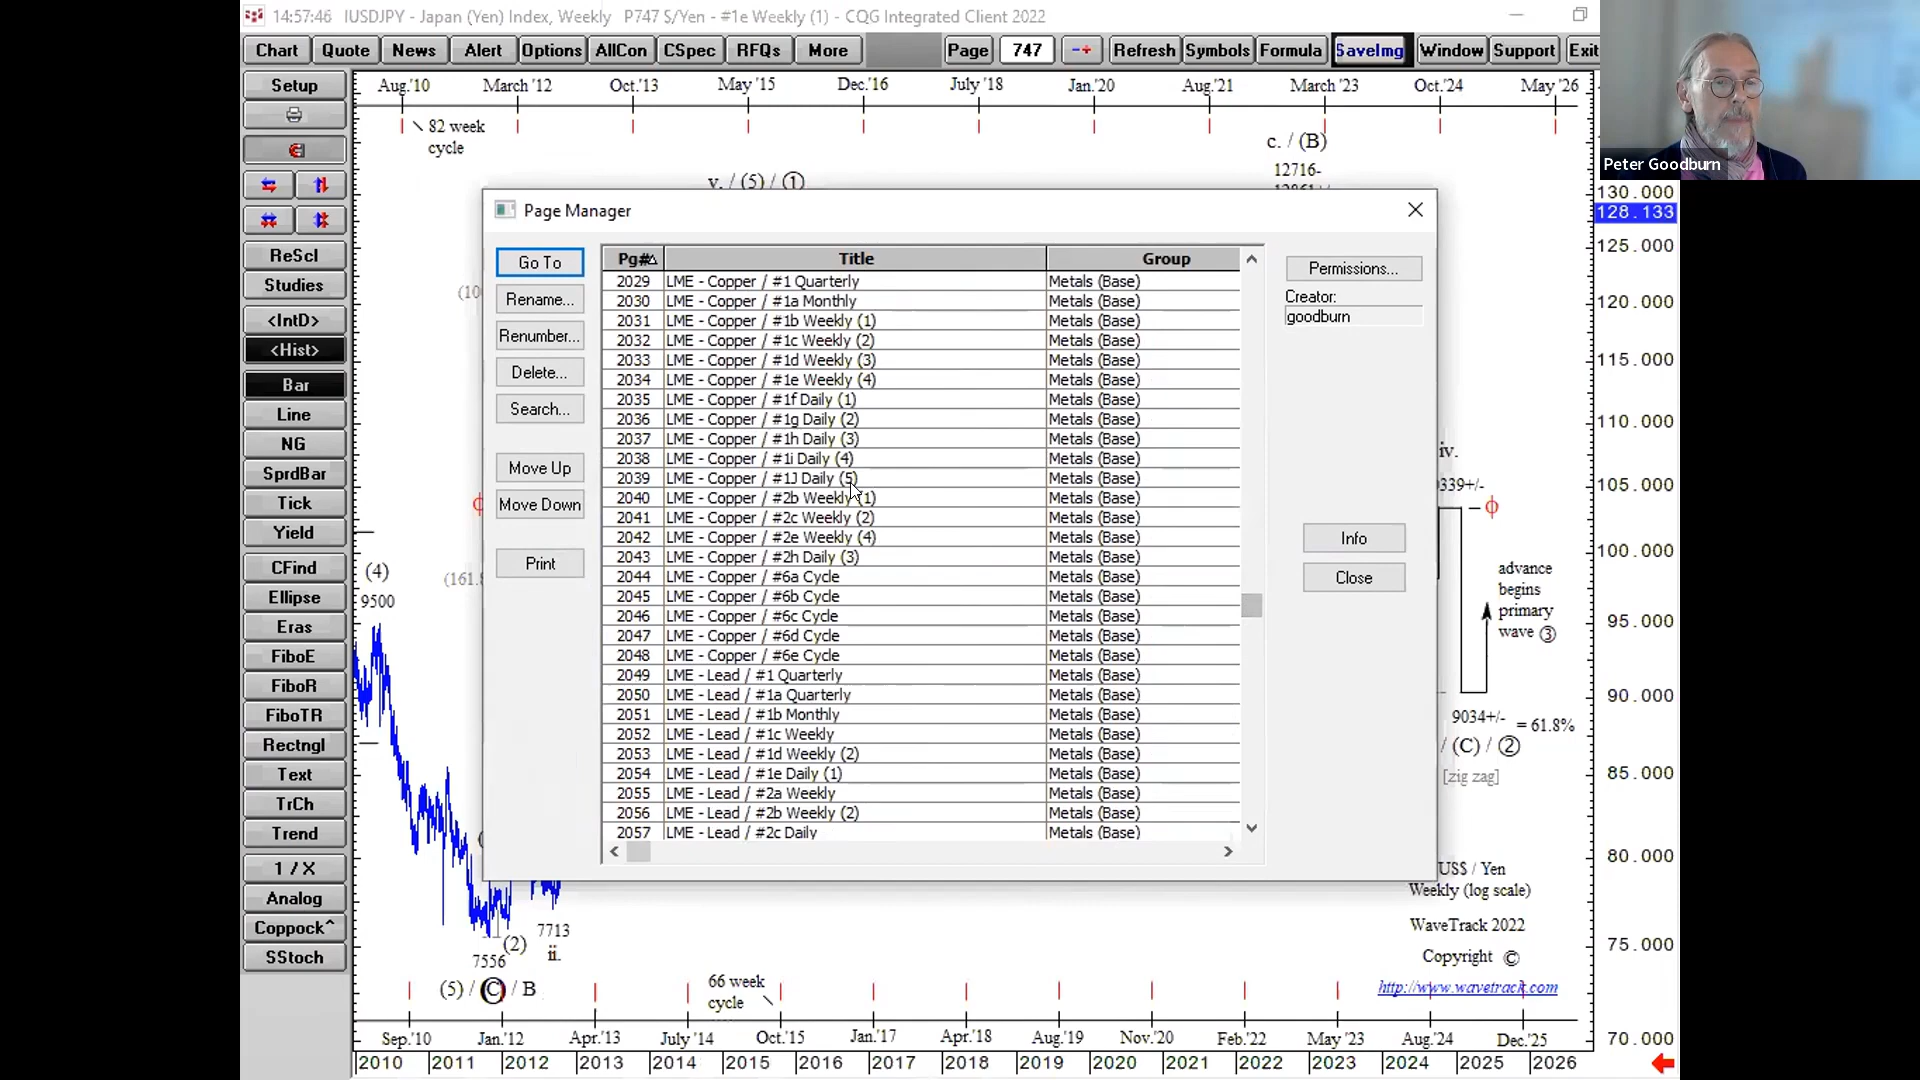 14:57:46 IUSDJPY - Japan (Yen) Index, Weekly P747 $/Yen - #1e Weekly (1) - CQG Integrated Client 2022
Chart Quote News Alert Options AllCon CSpec RFQs More Page 747 -+ Refresh Symbols Formula SaveImg Window Support Exit
Peter Goodburn
Setup
ReScl
Studies
<IntD>
<Hist>
Bar
Line
NG
SprdBar
Tick
Yield
CFind
Ellipse
Eras
FiboE
FiboR
FiboTR
Rectngl
Text
TrCh
Trend
1 / X
Analog
Coppock^
SStoch
Aug.'10 March '12 Oct.'13 May '15 Dec.'16 July '18 Jan.'20 Aug.'21 March '23 Oct.'24 May '26
82 week
cycle
c. / (B)
12716-
v. / (5) / ①
Page Manager
Go To
Rename...
Renumber...
Delete...
Search...
Move Up
Move Down
Print
Pg# Title Group
2029 LME - Copper / #1 Quarterly Metals (Base)
2030 LME - Copper / #1a Monthly Metals (Base)
2031 LME - Copper / #1b Weekly (1) Metals (Base)
2032 LME - Copper / #1c Weekly (2) Metals (Base)
2033 LME - Copper / #1d Weekly (3) Metals (Base)
2034 LME - Copper / #1e Weekly (4) Metals (Base)
2035 LME - Copper / #1f Daily (1) Metals (Base)
2036 LME - Copper / #1g Daily (2) Metals (Base)
2037 LME - Copper / #1h Daily (3) Metals (Base)
2038 LME - Copper / #1i Daily (4) Metals (Base)
2039 LME - Copper / #1J Daily (5) Metals (Base)
2040 LME - Copper / #2b Weekly (1) Metals (Base)
2041 LME - Copper / #2c Weekly (2) Metals (Base)
2042 LME - Copper / #2e Weekly (4) Metals (Base)
2043 LME - Copper / #2h Daily (3) Metals (Base)
2044 LME - Copper / #6a Cycle Metals (Base)
2045 LME - Copper / #6b Cycle Metals (Base)
2046 LME - Copper / #6c Cycle Metals (Base)
2047 LME - Copper / #6d Cycle Metals (Base)
2048 LME - Copper / #6e Cycle Metals (Base)
2049 LME - Lead / #1 Quarterly Metals (Base)
2050 LME - Lead / #1a Quarterly Metals (Base)
2051 LME - Lead / #1b Monthly Metals (Base)
2052 LME - Lead / #1c Weekly Metals (Base)
2053 LME - Lead / #1d Weekly (2) Metals (Base)
2054 LME - Lead / #1e Daily (1) Metals (Base)
2055 LME - Lead / #2a Weekly Metals (Base)
2056 LME - Lead / #2b Weekly (2) Metals (Base)
2057 LME - Lead / #2c Daily Metals (Base)
Permissions...
Creator:
goodburn
Info
Close
(4)
9500
7556
(2)
7713
ii.
(5) / Ⓒ / B
66 week
cycle
iv.
ϕ
advance
begins
primary
wave ③
9034+/- = 61.8%
/ (C) / ②
[zig zag]
US$ / Yen
Weekly (log scale)
WaveTrack 2022
Copyright ©
http://www.wavetrack.com
130.000
128.133
125.000
120.000
115.000
110.000
105.000
100.000
95.000
90.000
85.000
80.000
75.000
70.000
Sep.'10 Jan.'12 Apr.'13 July '14 Oct.'15 Jan.'17 Apr.'18 Aug.'19 Nov.'20 Feb.'22 May '23 Aug.'24 Dec.'25
2010 2011 2012 2013 2014 2015 2016 2017 2018 2019 2020 2021 2022 2023 2024 2025 2026